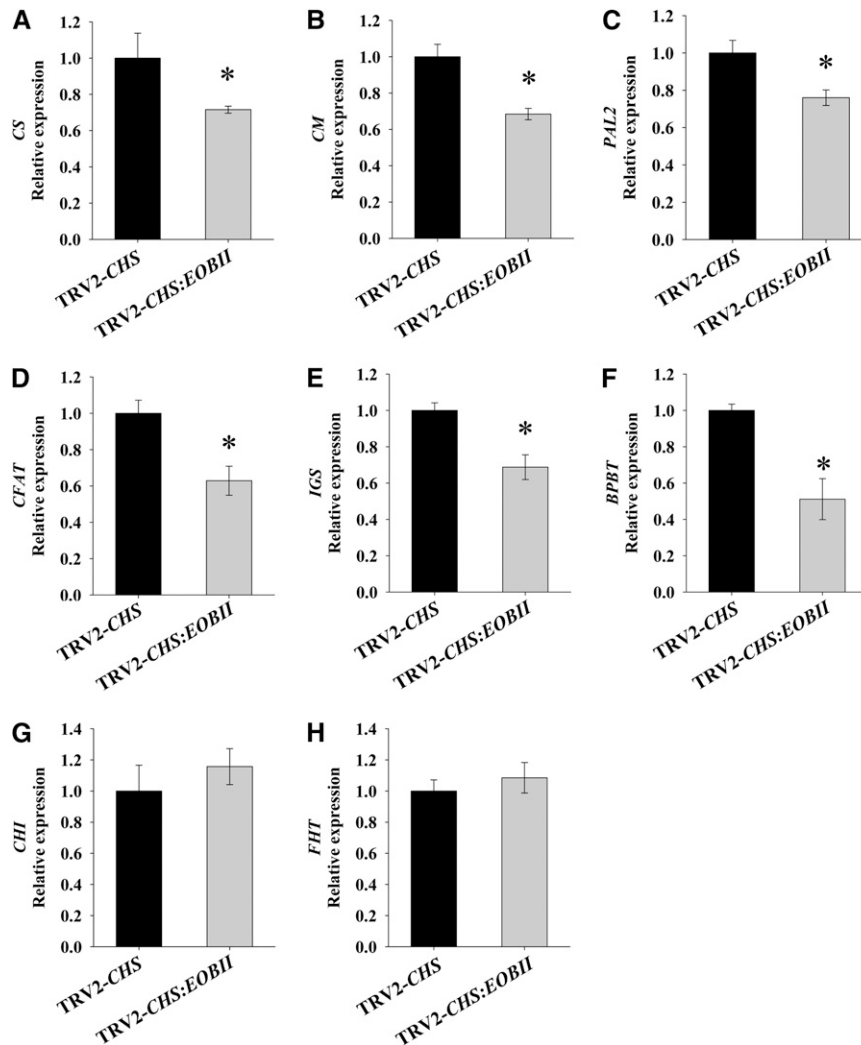 A
CS
Relative expression
1.2
1.0
0.8
0.6
0.4
0.2
0.0
*
TRV2-CHS
TRV2-CHS:EOBII
B
CM
Relative expression
1.2
1.0
0.8
0.6
0.4
0.2
0.0
*
TRV2-CHS
TRV2-CHS:EOBII
C
PAL2
Relative expression
1.2
1.0
0.8
0.6
0.4
0.2
0.0
*
TRV2-CHS
TRV2-CHS:EOBII
D
CFAT
Relative expression
1.2
1.0
0.8
0.6
0.4
0.2
0.0
*
TRV2-CHS
TRV2-CHS:EOBII
E
IGS
Relative expression
1.2
1.0
0.8
0.6
0.4
0.2
0.0
*
TRV2-CHS
TRV2-CHS:EOBII
F
BPBT
Relative expression
1.2
1.0
0.8
0.6
0.4
0.2
0.0
*
TRV2-CHS
TRV2-CHS:EOBII
G
CHI
Relative expression
1.4
1.2
1.0
0.8
0.6
0.4
0.2
0.0
TRV2-CHS
TRV2-CHS:EOBII
H
FHT
Relative expression
1.4
1.2
1.0
0.8
0.6
0.4
0.2
0.0
TRV2-CHS
TRV2-CHS:EOBII